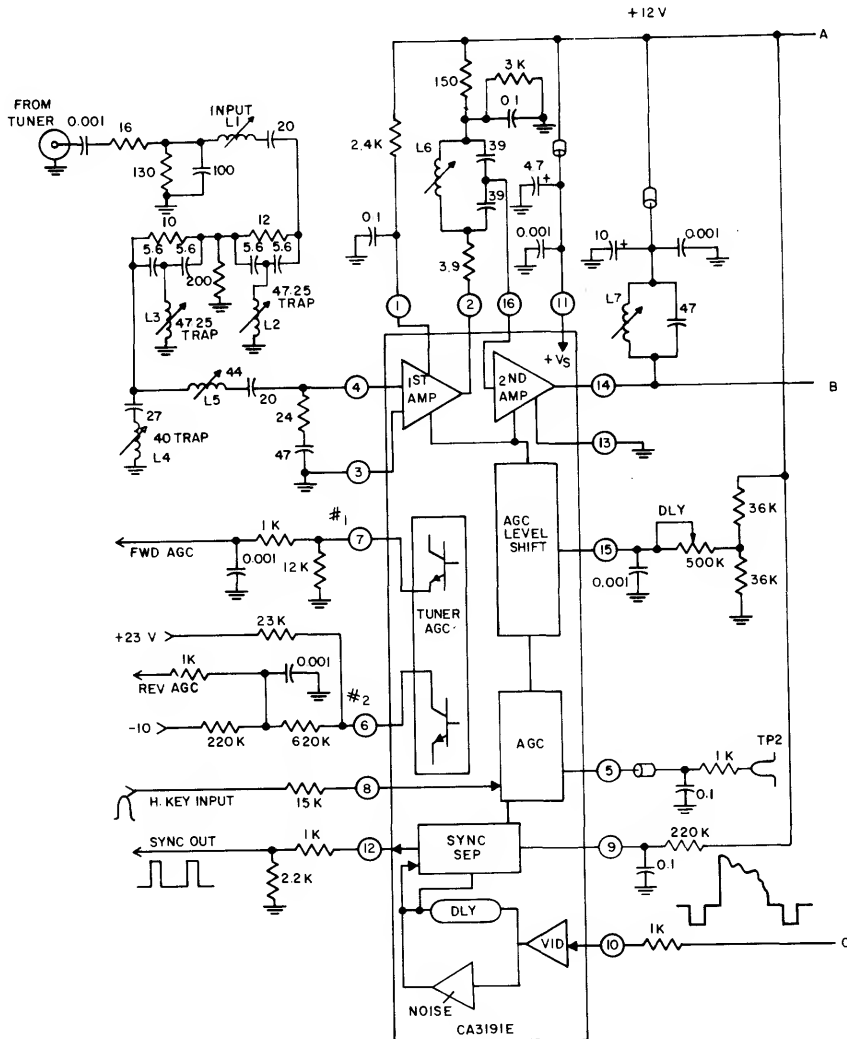 +12 V
A
FROM
TUNER
0.001
16
INPUT
L1
20
130
100
2.4K
150
3K
0.1
L6
39
39
3.9
4.7
+
0.001
0.1
10
+
0.001
L7
47
10
5.6
5.6
12
5.6
5.6
200
L3
47.25
TRAP
47.25
TRAP
L2
1
2
16
11
+VS
1ST
AMP
2ND
AMP
14
B
13
44
L5
20
4
24
47
3
27
40 TRAP
L4
#1
FWD AGC
1K
7
0.001
12K
TUNER
AGC
AGC
LEVEL
SHIFT
15
0.001
DLY
500K
36K
36K
+23 V
23K
REV AGC
1K
0.001
#2
-10
220K
620K
6
AGC
5
1K
TP2
0.1
H. KEY INPUT
15K
8
SYNC OUT
1K
12
2.2K
SYNC
SEP
9
220K
0.1
DLY
VID
10
1K
C
NOISE
CA3191E